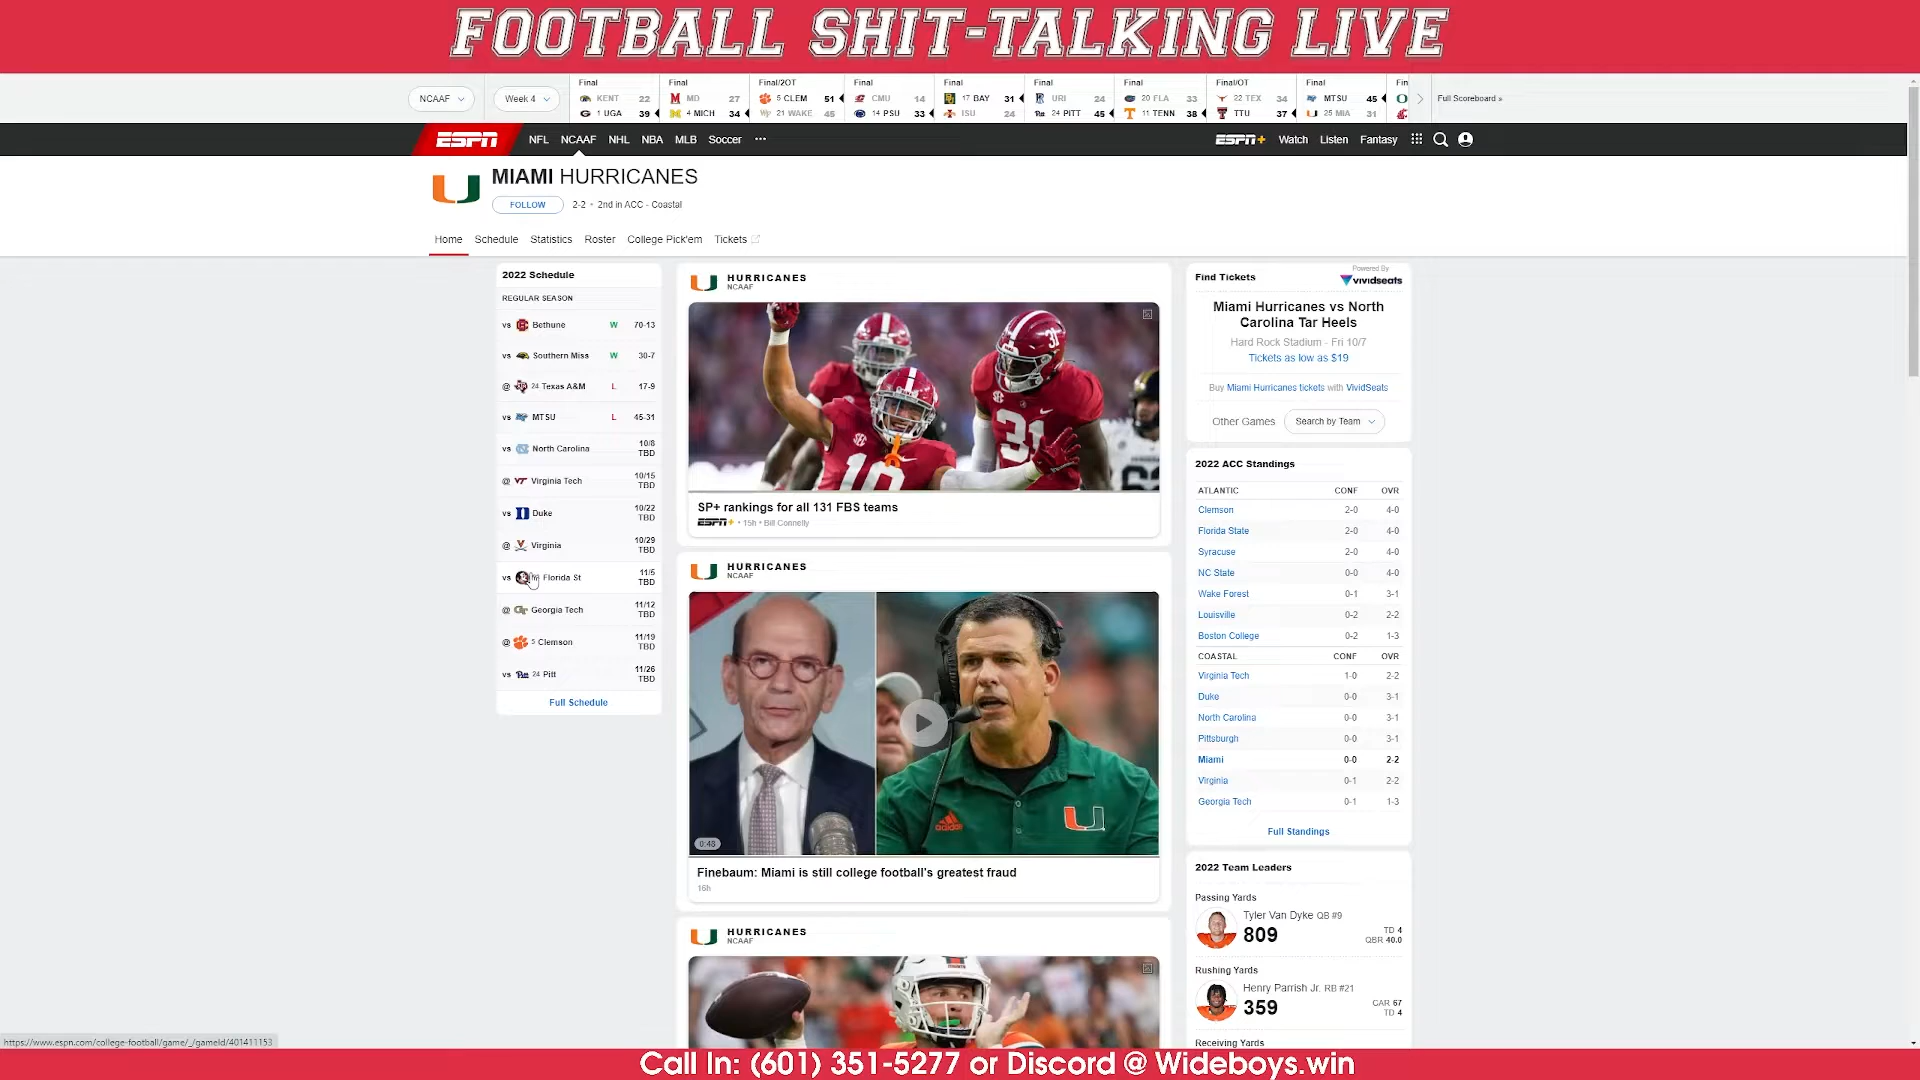 FOOTBALL SHIT-TALKING LIVE
NCAAF
Week 4
Final
KENT 22
1 UGA 39
Final
MD 27
4 MICH 34
Final/2OT
5 CLEM 51
21 WAKE 45
Final
CMU 14
14 PSU 33
Final
17 BAY 31
ISU 24
Final
URI 24
24 PITT 45
Final
20 FLA 33
11 TENN 38
Final/OT
22 TEX 34
TTU 37
Final
MTSU 45
25 MIA 31
Fin
Full Scoreboard »
ESPN NFL NCAAF NHL NBA MLB Soccer ••• ESPN+ Watch Listen Fantasy
MIAMI HURRICANES
FOLLOW 2-2 • 2nd in ACC - Coastal
Home Schedule Statistics Roster College Pick'em Tickets
2022 Schedule
REGULAR SEASON
vs Bethune W 70-13
vs Southern Miss W 30-7
@ 24 Texas A&M L 17-9
vs MTSU L 45-31
vs North Carolina 10/8 TBD
@ Virginia Tech 10/15 TBD
vs Duke 10/22 TBD
@ Virginia 10/29 TBD
vs Florida St 11/5 TBD
@ Georgia Tech 11/12 TBD
@ 5 Clemson 11/19 TBD
vs 24 Pitt 11/26 TBD
Full Schedule
HURRICANES
NCAAF
31
10
SP+ rankings for all 131 FBS teams
ESPN+ • 15h • Bill Connelly
HURRICANES
NCAAF
adidas
0:48
Finebaum: Miami is still college football's greatest fraud
16h
HURRICANES
NCAAF
Find Tickets
Powered By
vividseats
Miami Hurricanes vs North
Carolina Tar Heels
Hard Rock Stadium - Fri 10/7
Tickets as low as $19
Buy Miami Hurricanes tickets with VividSeats
Other Games Search by Team
2022 ACC Standings
ATLANTIC CONF OVR
Clemson 2-0 4-0
Florida State 2-0 4-0
Syracuse 2-0 4-0
NC State 0-0 4-0
Wake Forest 0-1 3-1
Louisville 0-2 2-2
Boston College 0-2 1-3
COASTAL CONF OVR
Virginia Tech 1-0 2-2
Duke 0-0 3-1
North Carolina 0-0 3-1
Pittsburgh 0-0 3-1
Miami 0-0 2-2
Virginia 0-1 2-2
Georgia Tech 0-1 1-3
Full Standings
2022 Team Leaders
Passing Yards
Tyler Van Dyke QB #9
809 TD 4
QBR 40.0
Rushing Yards
Henry Parrish Jr. RB #21
359 CAR 67
TD 4
Receiving Yards
https://www.espn.com/college-football/game/_/gameId/401411153
Call In: (601) 351-5277 or Discord @ Wideboys.win